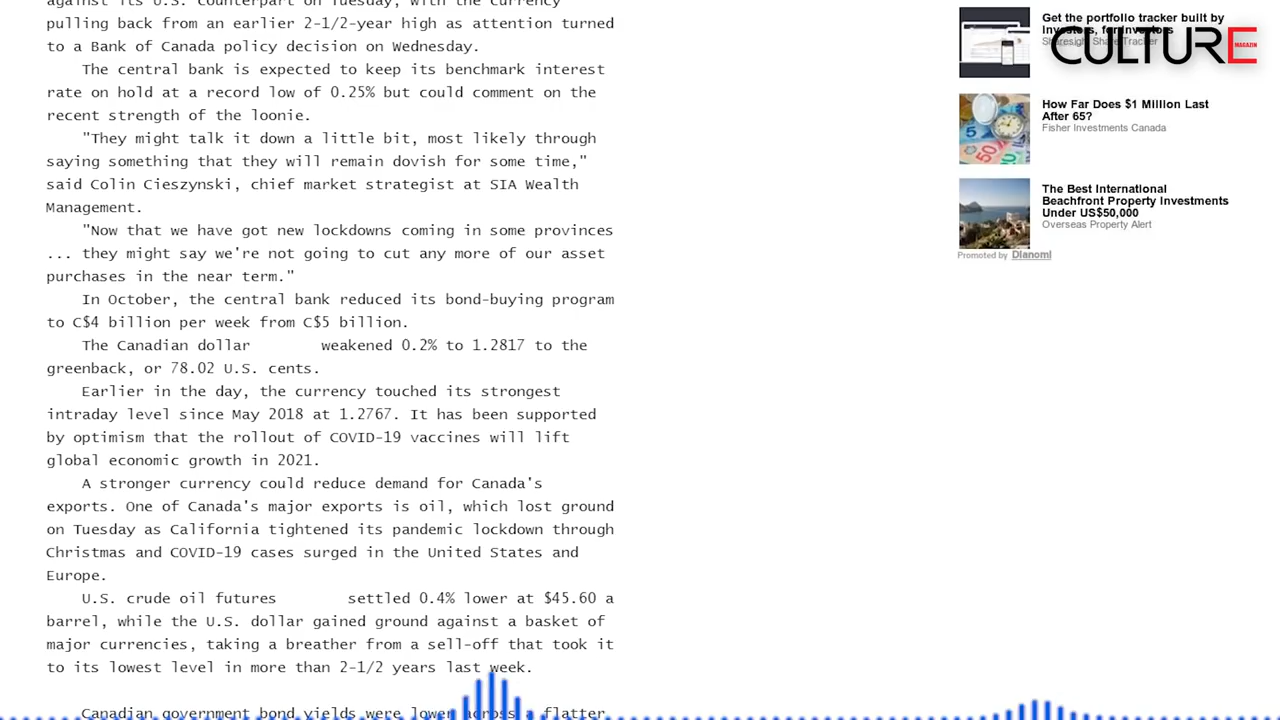 against its U.S. counterpart on Tuesday, with the currency
pulling back from an earlier 2-1/2-year high as attention turned
to a Bank of Canada policy decision on Wednesday.
The central bank is expected to keep its benchmark interest
rate on hold at a record low of 0.25% but could comment on the
recent strength of the loonie.
"They might talk it down a little bit, most likely through
saying something that they will remain dovish for some time,"
said Colin Cieszynski, chief market strategist at SIA Wealth
Management.
"Now that we have got new lockdowns coming in some provinces
... they might say we're not going to cut any more of our asset
purchases in the near term."
In October, the central bank reduced its bond-buying program
to C$4 billion per week from C$5 billion.
The Canadian dollar weakened 0.2% to 1.2817 to the
greenback, or 78.02 U.S. cents.
Earlier in the day, the currency touched its strongest
intraday level since May 2018 at 1.2767. It has been supported
by optimism that the rollout of COVID-19 vaccines will lift
global economic growth in 2021.
A stronger currency could reduce demand for Canada's
exports. One of Canada's major exports is oil, which lost ground
on Tuesday as California tightened its pandemic lockdown through
Christmas and COVID-19 cases surged in the United States and
Europe.
U.S. crude oil futures settled 0.4% lower at $45.60 a
barrel, while the U.S. dollar gained ground against a basket of
major currencies, taking a breather from a sell-off that took it
to its lowest level in more than 2-1/2 years last week.
Canadian government bond yields were lower across a flatter
Get the portfolio tracker built by
investors, for investors
Sharesight Share Tracker
CULTURE
MAGAZIN
How Far Does $1 Million Last
After 65?
Fisher Investments Canada
The Best International
Beachfront Property Investments
Under US$50,000
Overseas Property Alert
Promoted by Dianomi